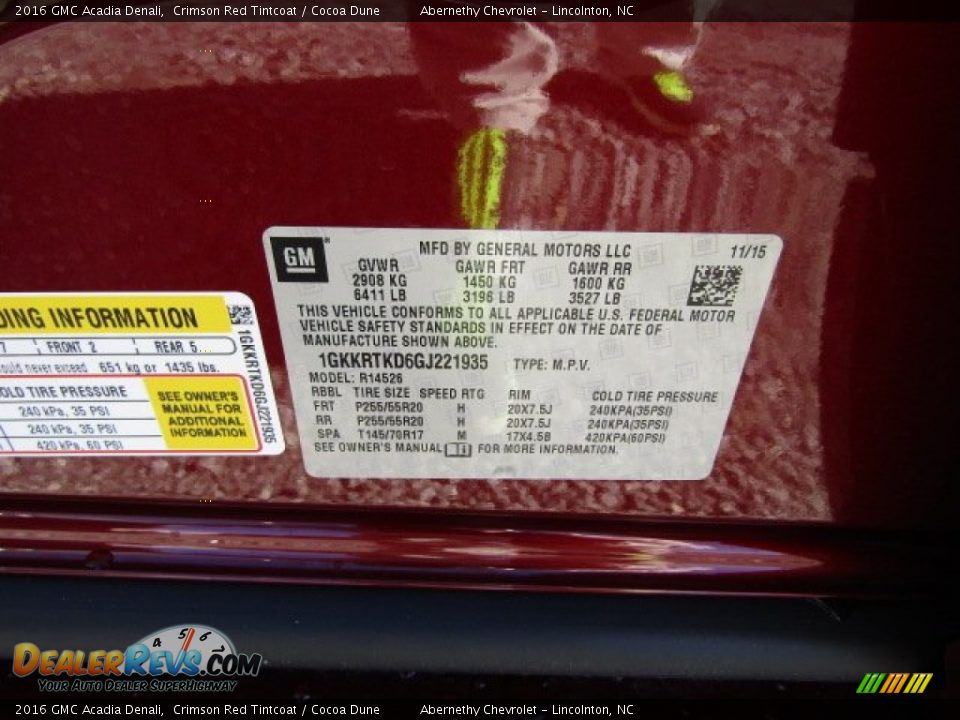 2016 GMC Acadia Denali, Crimson Red Tintcoat / Cocoa Dune Abernethy Chevrolet - Lincolnton, NC
GM
MFD BY GENERAL MOTORS LLC 11/15
GVWR GAWR FRT GAWR RR
2908 KG 1450 KG 1600 KG
6411 LB 3196 LB 3527 LB
THIS VEHICLE CONFORMS TO ALL APPLICABLE U.S. FEDERAL MOTOR
VEHICLE SAFETY STANDARDS IN EFFECT ON THE DATE OF
MANUFACTURE SHOWN ABOVE.
1GKKRTKD6GJ221935 TYPE: M.P.V.
MODEL: R14526
RBBL TIRE SIZE SPEED RTG RIM COLD TIRE PRESSURE
FRT P255/55R20 H 20X7.5J 240KPA(35PSI)
RR P255/55R20 H 20X7.5J 240KPA(35PSI)
SPA T145/70R17 M 17X4.5B 420KPA(60PSI)
SEE OWNER'S MANUAL FOR MORE INFORMATION.
DING INFORMATION
7 FRONT 2 REAR 5
ould never exceed 651 kg or 1435 lbs.
OLD TIRE PRESSURE
240 kPa, 35 PSI
240 kPa, 35 PSI
420 kPa, 60 PSI
SEE OWNER'S
MANUAL FOR
ADDITIONAL
INFORMATION
1GKKRTKD6GJ221935
4 5 6
DealerRevs.com
Your Auto Dealer SuperHighway
2016 GMC Acadia Denali, Crimson Red Tintcoat / Cocoa Dune Abernethy Chevrolet - Lincolnton, NC